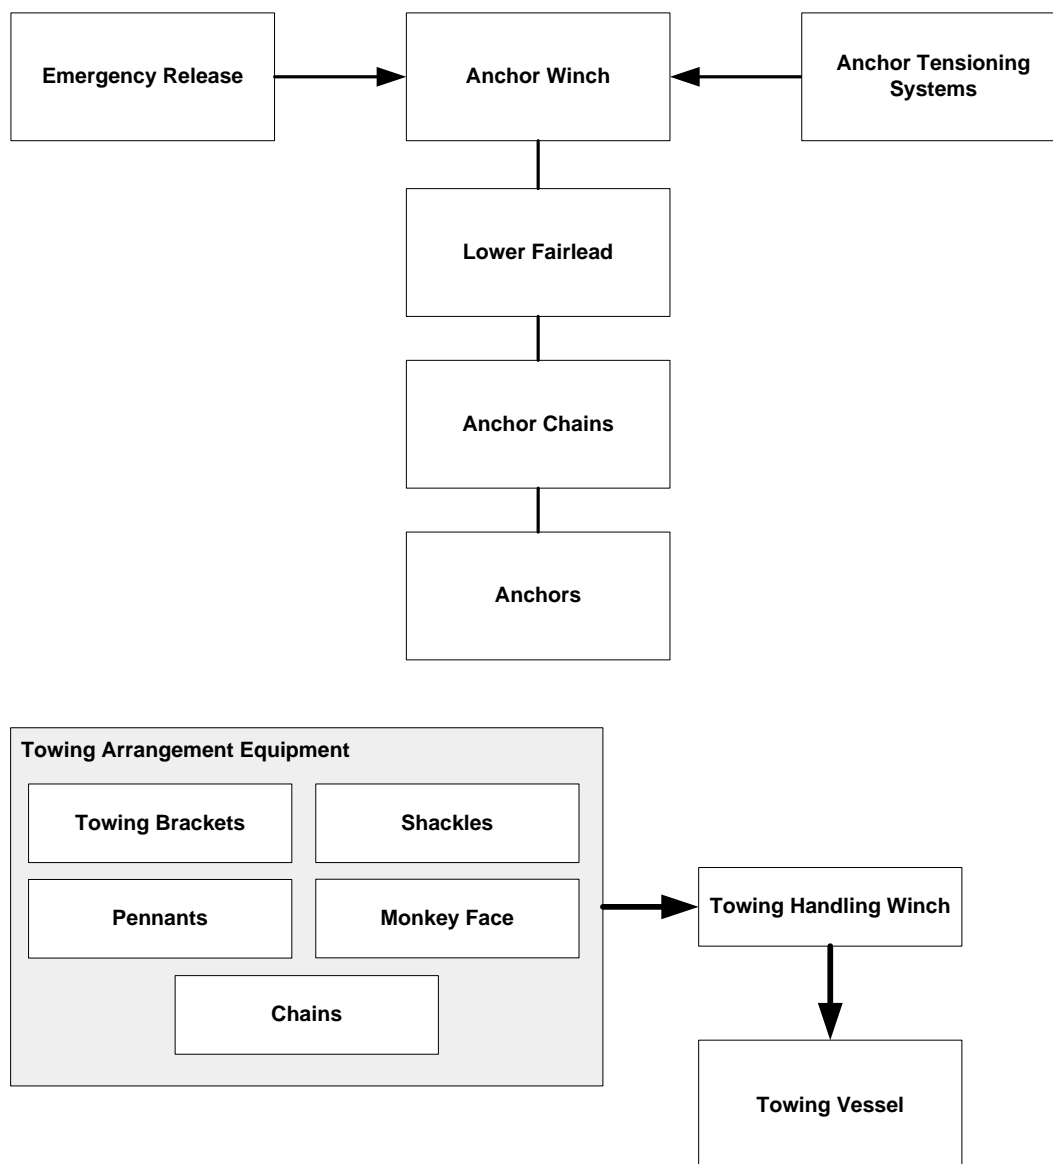 Emergency Release
Anchor Winch
Anchor Tensioning
Systems
Lower Fairlead
Anchor Chains
Anchors
Towing Arrangement Equipment
Towing Brackets
Shackles
Pennants
Monkey Face
Chains
Towing Handling Winch
Towing Vessel